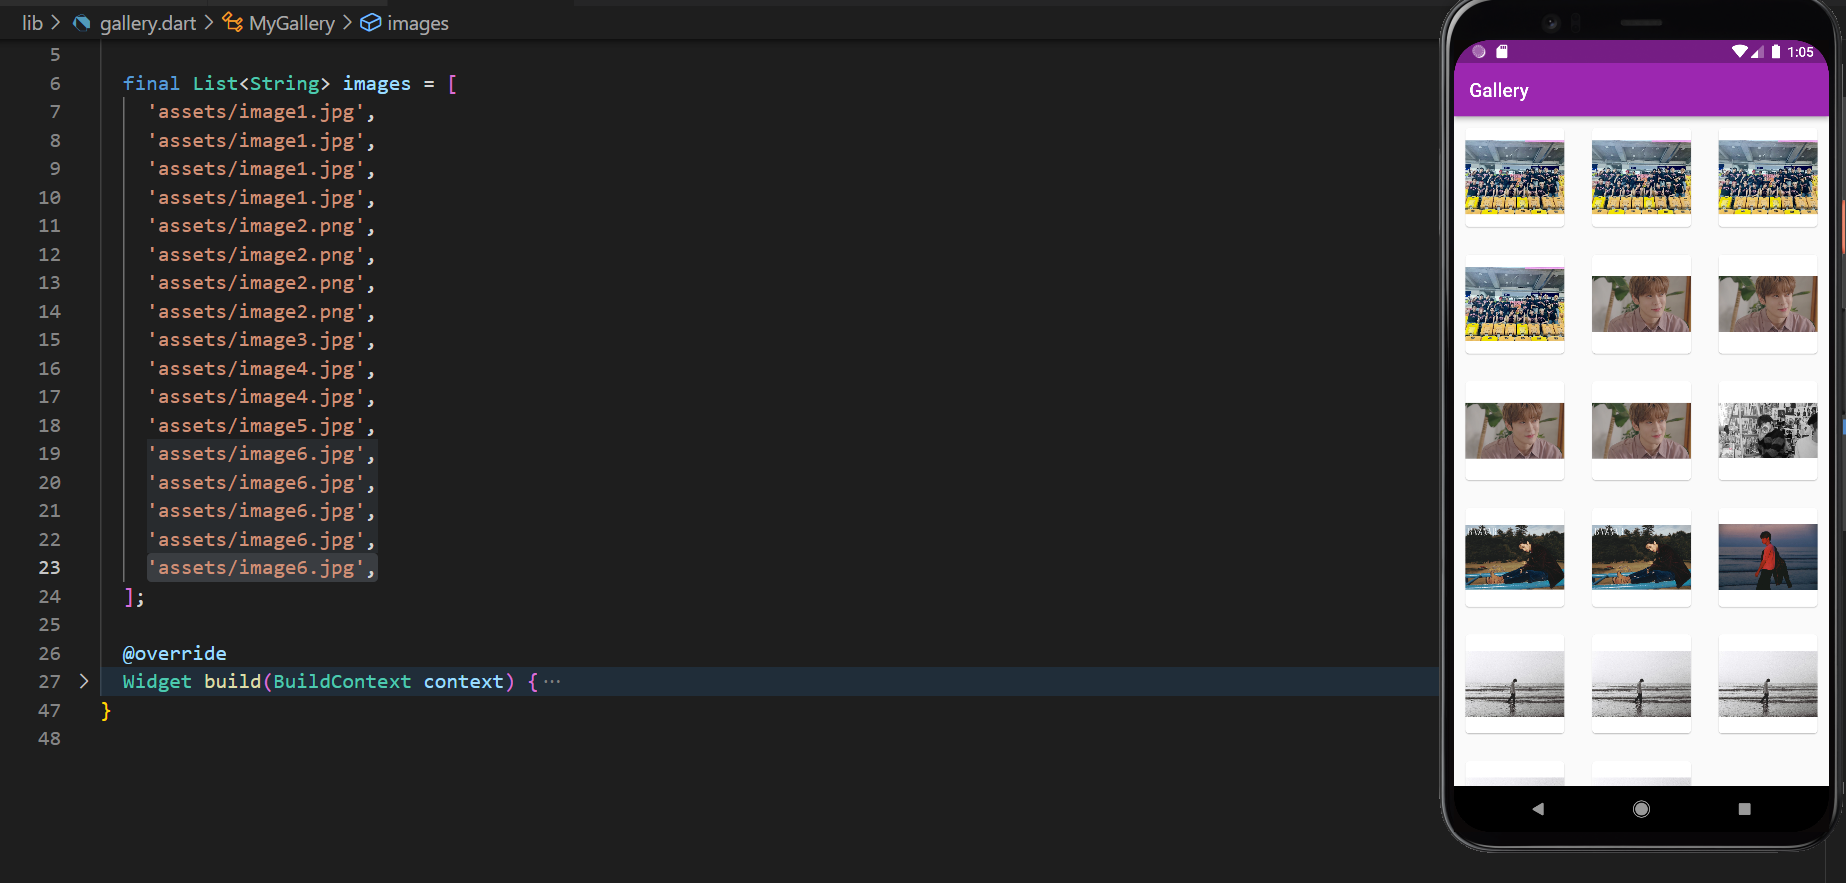 lib > gallery.dart > MyGallery > images
5
6 final List<String> images = [
7 'assets/image1.jpg',
8 'assets/image1.jpg',
9 'assets/image1.jpg',
10 'assets/image1.jpg',
11 'assets/image2.png',
12 'assets/image2.png',
13 'assets/image2.png',
14 'assets/image2.png',
15 'assets/image3.jpg',
16 'assets/image4.jpg',
17 'assets/image4.jpg',
18 'assets/image5.jpg',
19 'assets/image6.jpg',
20 'assets/image6.jpg',
21 'assets/image6.jpg',
22 'assets/image6.jpg',
23 'assets/image6.jpg',
24 ];
25
26 @override
27 > Widget build(BuildContext context) { ···
47 }
48
1:05
Gallery